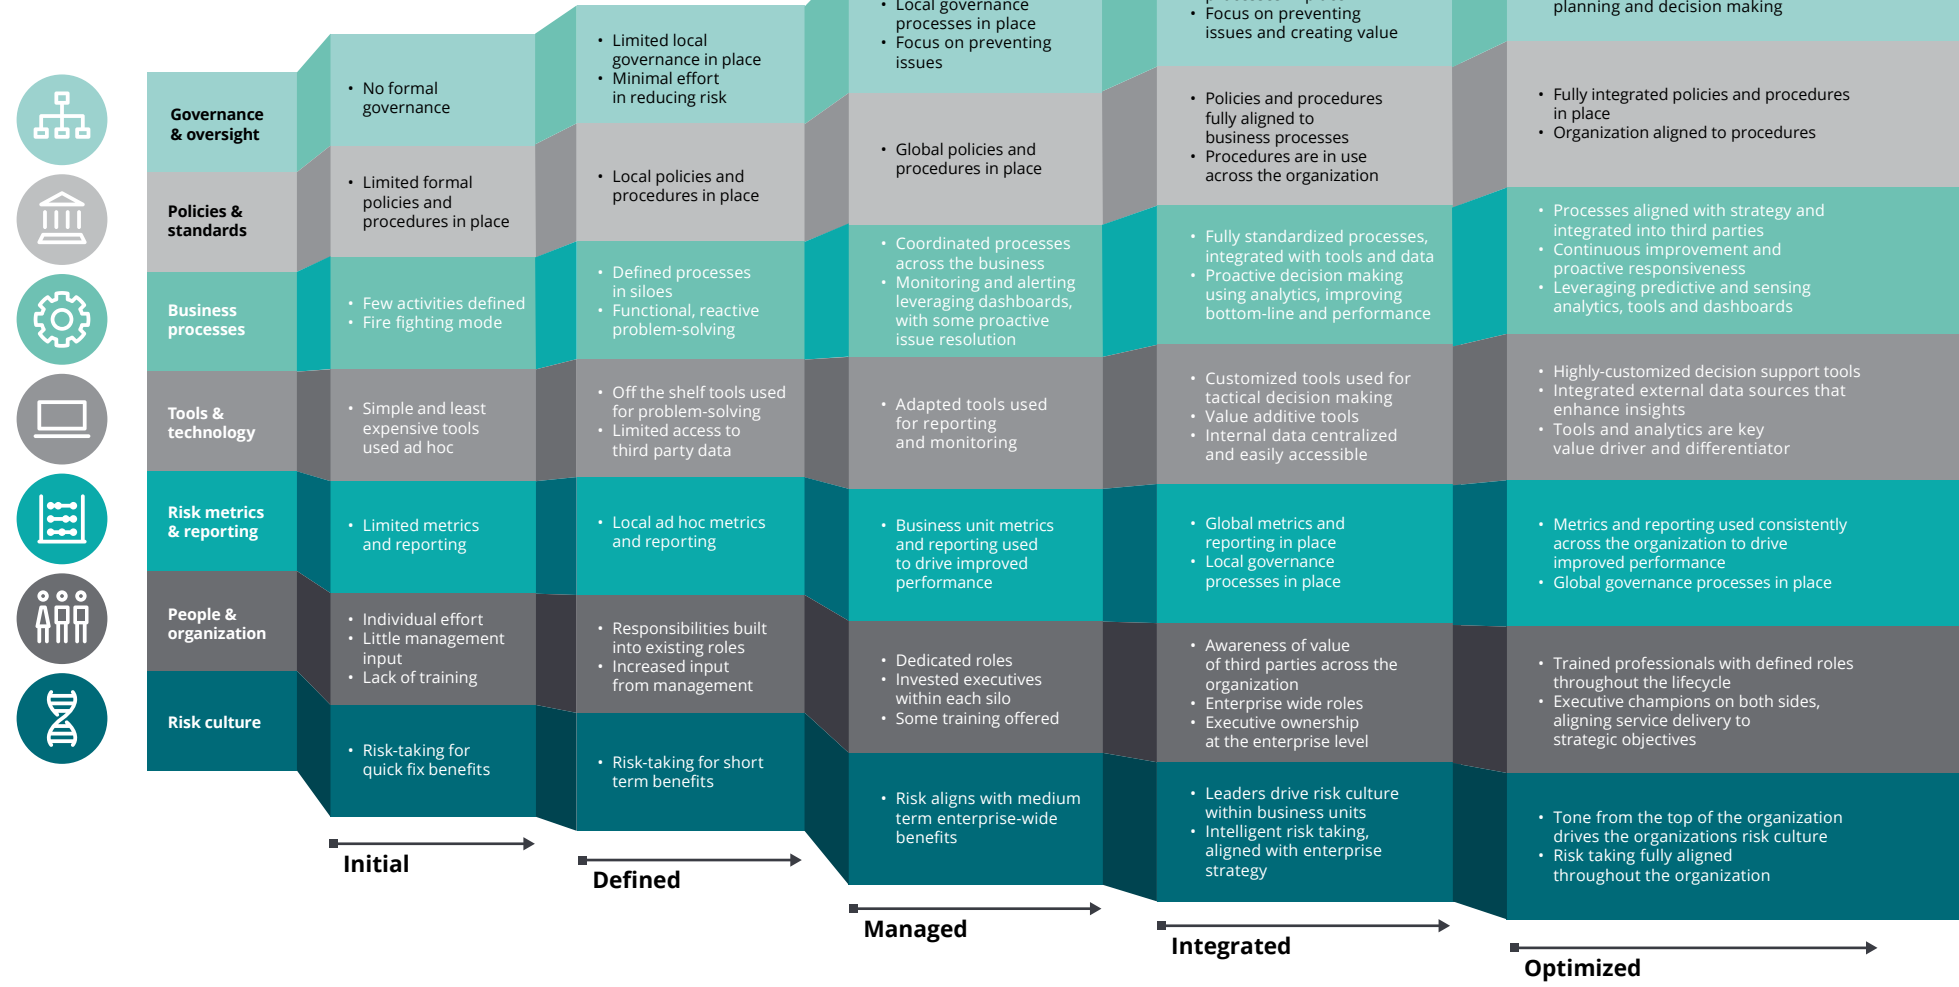 Governance
& oversight
• No formal
governance
• Limited local
governance in place
• Minimal effort
in reducing risk
• Local governance
processes in place
• Focus on preventing
issues
• Focus on preventing
issues and creating value
planning and decision making
Policies &
standards
• Limited formal
policies and
procedures in place
• Local policies and
procedures in place
• Global policies and
procedures in place
• Policies and procedures
fully aligned to
business processes
• Procedures are in use
across the organization
• Fully integrated policies and procedures
in place
• Organization aligned to procedures
Business
processes
• Few activities defined
• Fire fighting mode
• Defined processes
in siloes
• Functional, reactive
problem-solving
• Coordinated processes
across the business
• Monitoring and alerting
leveraging dashboards,
with some proactive
issue resolution
• Fully standardized processes,
integrated with tools and data
• Proactive decision making
using analytics, improving
bottom-line and performance
• Processes aligned with strategy and
integrated into third parties
• Continuous improvement and
proactive responsiveness
• Leveraging predictive and sensing
analytics, tools and dashboards
Tools &
technology
• Simple and least
expensive tools
used ad hoc
• Off the shelf tools used
for problem-solving
• Limited access to
third party data
• Adapted tools used
for reporting
and monitoring
• Customized tools used for
tactical decision making
• Value additive tools
• Internal data centralized
and easily accessible
• Highly-customized decision support tools
• Integrated external data sources that
enhance insights
• Tools and analytics are key
value driver and differentiator
Risk metrics
& reporting
• Limited metrics
and reporting
• Local ad hoc metrics
and reporting
• Business unit metrics
and reporting used
to drive improved
performance
• Global metrics and
reporting in place
• Local governance
processes in place
• Metrics and reporting used consistently
across the organization to drive
improved performance
• Global governance processes in place
People &
organization
• Individual effort
• Little management
input
• Lack of training
• Responsibilities built
into existing roles
• Increased input
from management
• Dedicated roles
• Invested executives
within each silo
• Some training offered
• Awareness of value
of third parties across the
organization
• Enterprise wide roles
• Executive ownership
at the enterprise level
• Trained professionals with defined roles
throughout the lifecycle
• Executive champions on both sides,
aligning service delivery to
strategic objectives
Risk culture
• Risk-taking for
quick fix benefits
• Risk-taking for short
term benefits
• Risk aligns with medium
term enterprise-wide
benefits
• Leaders drive risk culture
within business units
• Intelligent risk taking,
aligned with enterprise
strategy
• Tone from the top of the organization
drives the organizations risk culture
• Risk taking fully aligned
throughout the organization
Initial
Defined
Managed
Integrated
Optimized